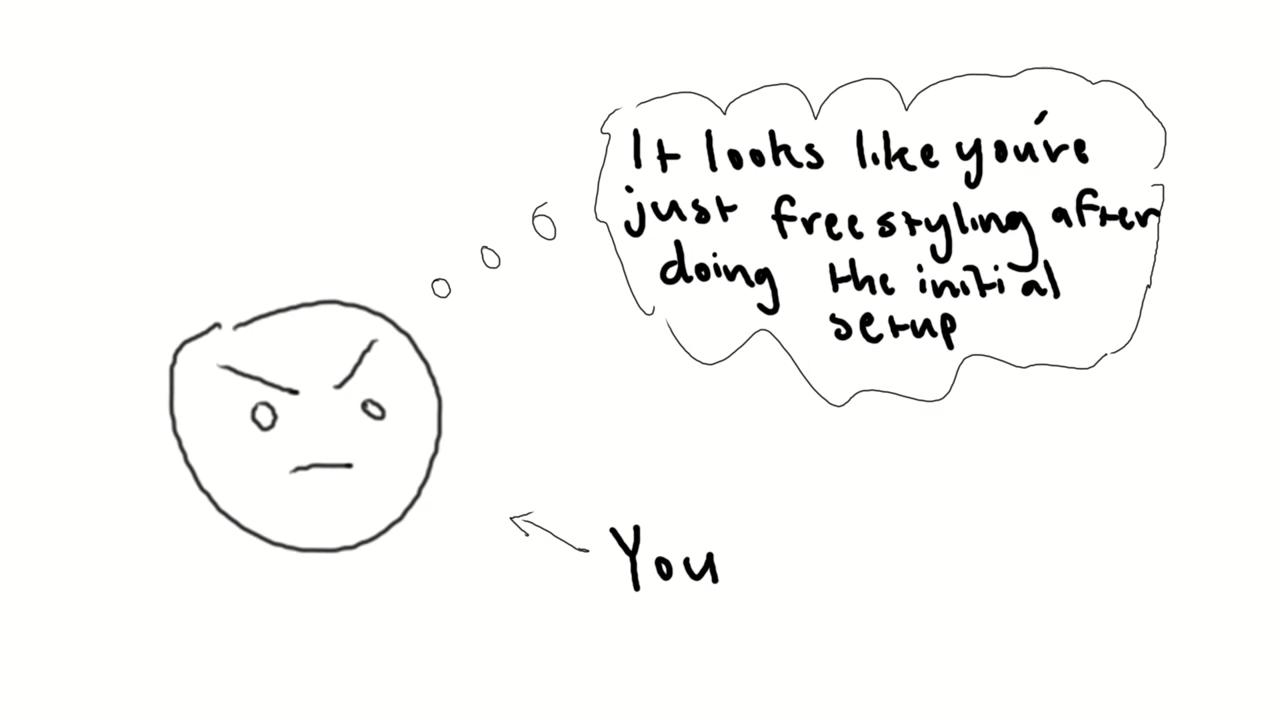 It looks like you're
just freestyling after
doing the initial
setup
You